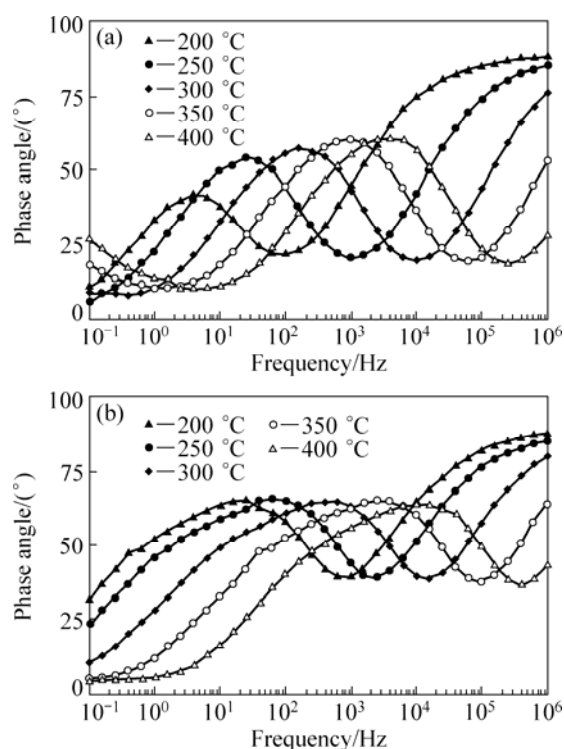 (a)
100
75
50
25
0
Phase angle/(°)
200 °C
250 °C
300 °C
350 °C
400 °C
10⁻¹ 10⁰ 10¹ 10² 10³ 10⁴ 10⁵ 10⁶
Frequency/Hz
(b)
100
75
50
25
0
Phase angle/(°)
200 °C 350 °C
250 °C 400 °C
300 °C
10⁻¹ 10⁰ 10¹ 10² 10³ 10⁴ 10⁵ 10⁶
Frequency/Hz